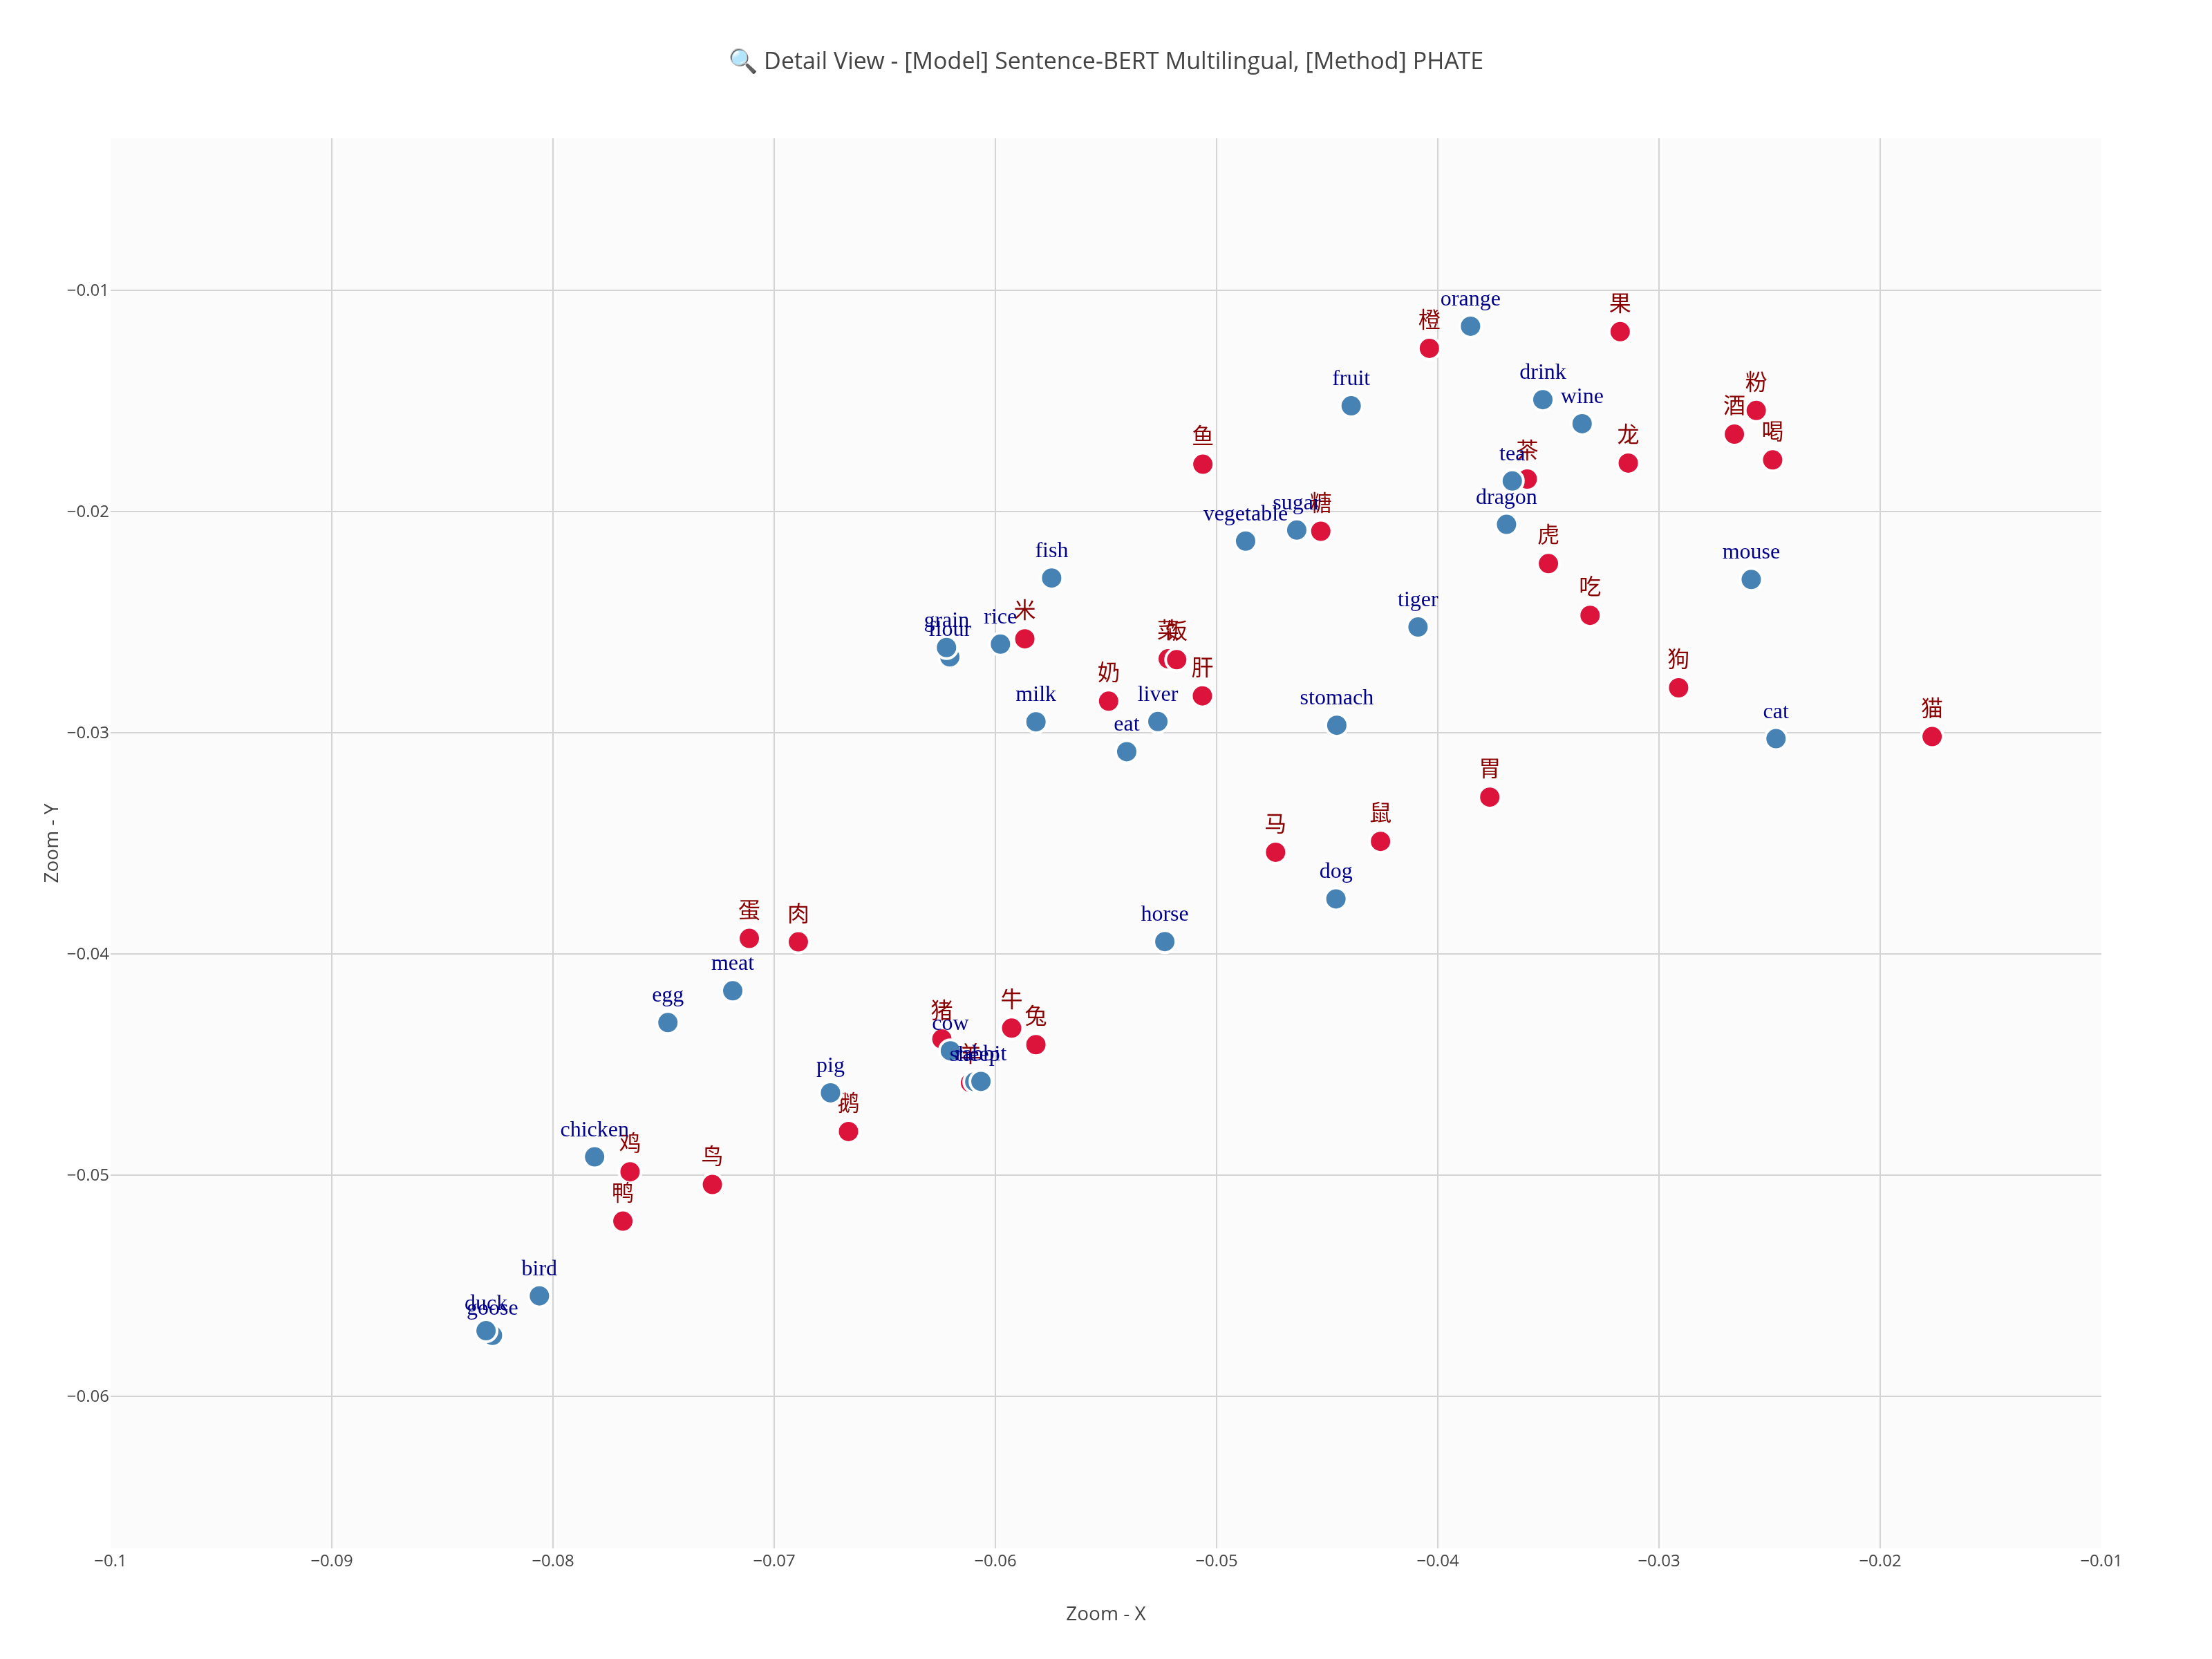 🔍 Detail View - [Model] Sentence-BERT Multilingual, [Method] PHATE
−0.01
−0.02
−0.03
−0.04
−0.05
−0.06
Zoom - Y
orange
果
橙
drink
fruit
粉
wine
酒
喝
龙
鱼
茶
tea
dragon
糖
sugar
vegetable
虎
fish
mouse
吃
tiger
米
rice
grain
flour
菜
饭
狗
肝
奶
milk
liver
stomach
猫
cat
eat
胃
鼠
马
dog
蛋
肉
horse
meat
egg
牛
猪
兔
cow
羊
sheep
rabbit
pig
鹅
chicken
鸡
鸟
鸭
bird
duck
goose
−0.1
−0.09
−0.08
−0.07
−0.06
−0.05
−0.04
−0.03
−0.02
−0.01
Zoom - X